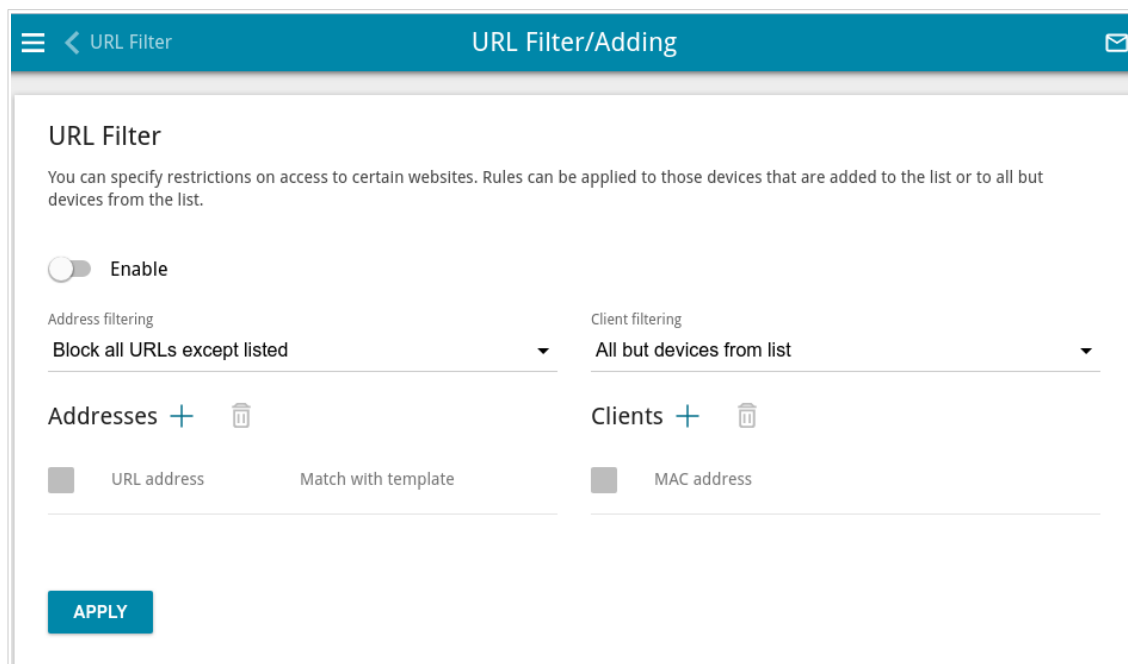 URL Filter
URL Filter/Adding
URL Filter
You can specify restrictions on access to certain websites. Rules can be applied to those devices that are added to the list or to all but
devices from the list.
Enable
Address filtering
Block all URLs except listed
Client filtering
All but devices from list
Addresses
URL address Match with template
Clients
MAC address
APPLY